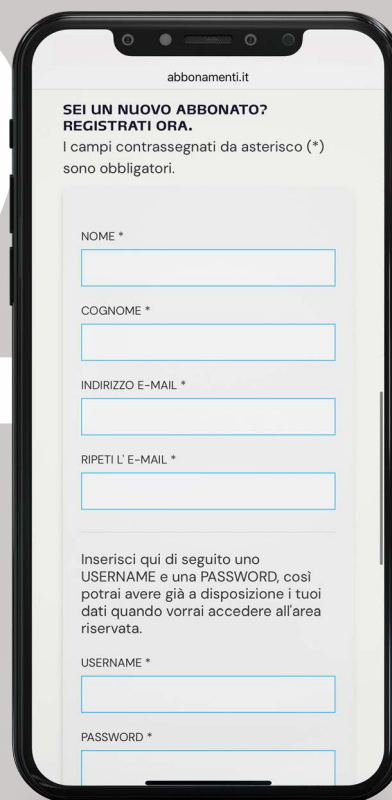 abbonamenti.it
SEI UN NUOVO ABBONATO?
REGISTRATI ORA.
I campi contrassegnati da asterisco (*)
sono obbligatori.
NOME *
COGNOME *
INDIRIZZO E-MAIL *
RIPETI L' E-MAIL *
Inserisci qui di seguito uno
USERNAME e una PASSWORD, così
potrai avere già a disposizione i tuoi
dati quando vorrai accedere all'area
riservata.
USERNAME *
PASSWORD *